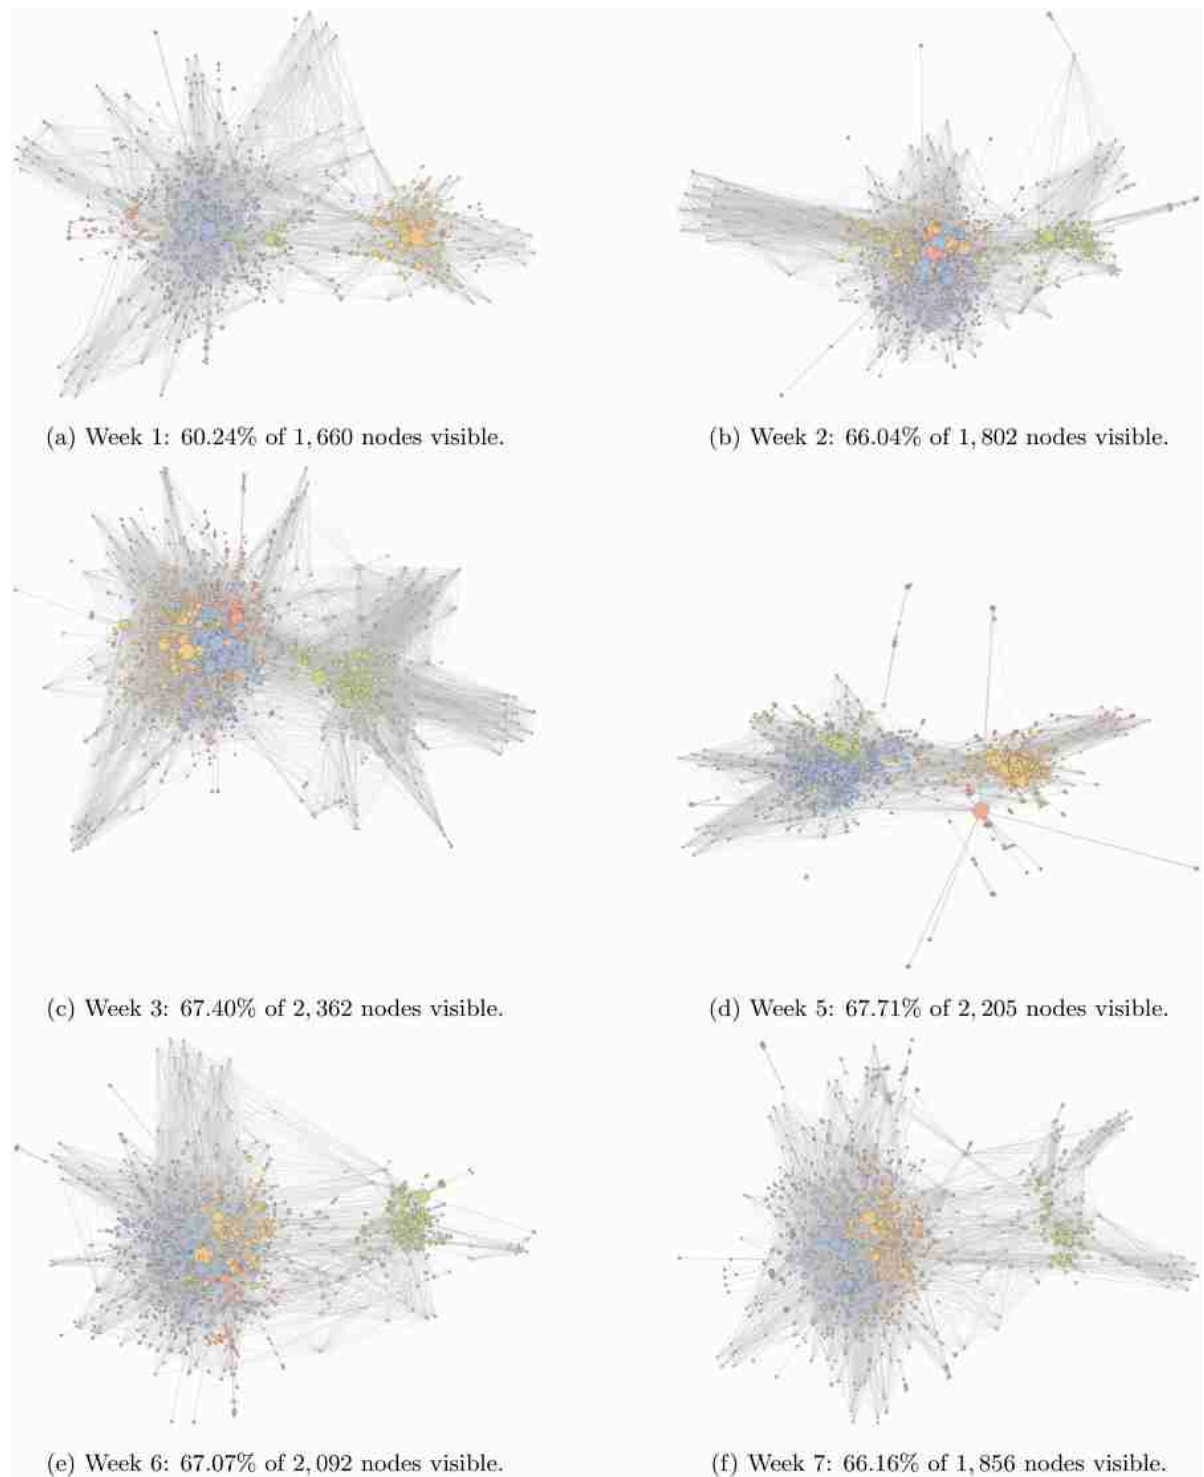 (a) Week 1: 60.24% of 1, 660 nodes visible.
(b) Week 2: 66.04% of 1, 802 nodes visible.
(c) Week 3: 67.40% of 2, 362 nodes visible.
(d) Week 5: 67.71% of 2, 205 nodes visible.
(e) Week 6: 67.07% of 2, 092 nodes visible.
(f) Week 7: 66.16% of 1, 856 nodes visible.